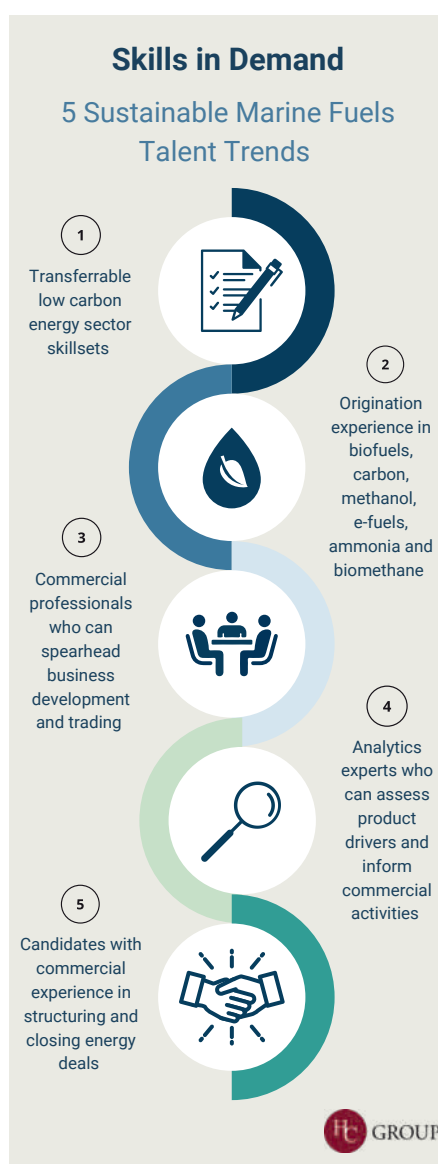 Skills in Demand
5 Sustainable Marine Fuels
Talent Trends
1
Transferrable
low carbon
energy sector
skillsets
2
Origination
experience in
biofuels,
carbon,
methanol,
e-fuels,
ammonia and
biomethane
3
Commercial
professionals
who can
spearhead
business
development
and trading
4
Analytics
experts who
can assess
product
drivers and
inform
commercial
activities
5
Candidates with
commercial
experience in
structuring and
closing energy
deals
HC GROUP